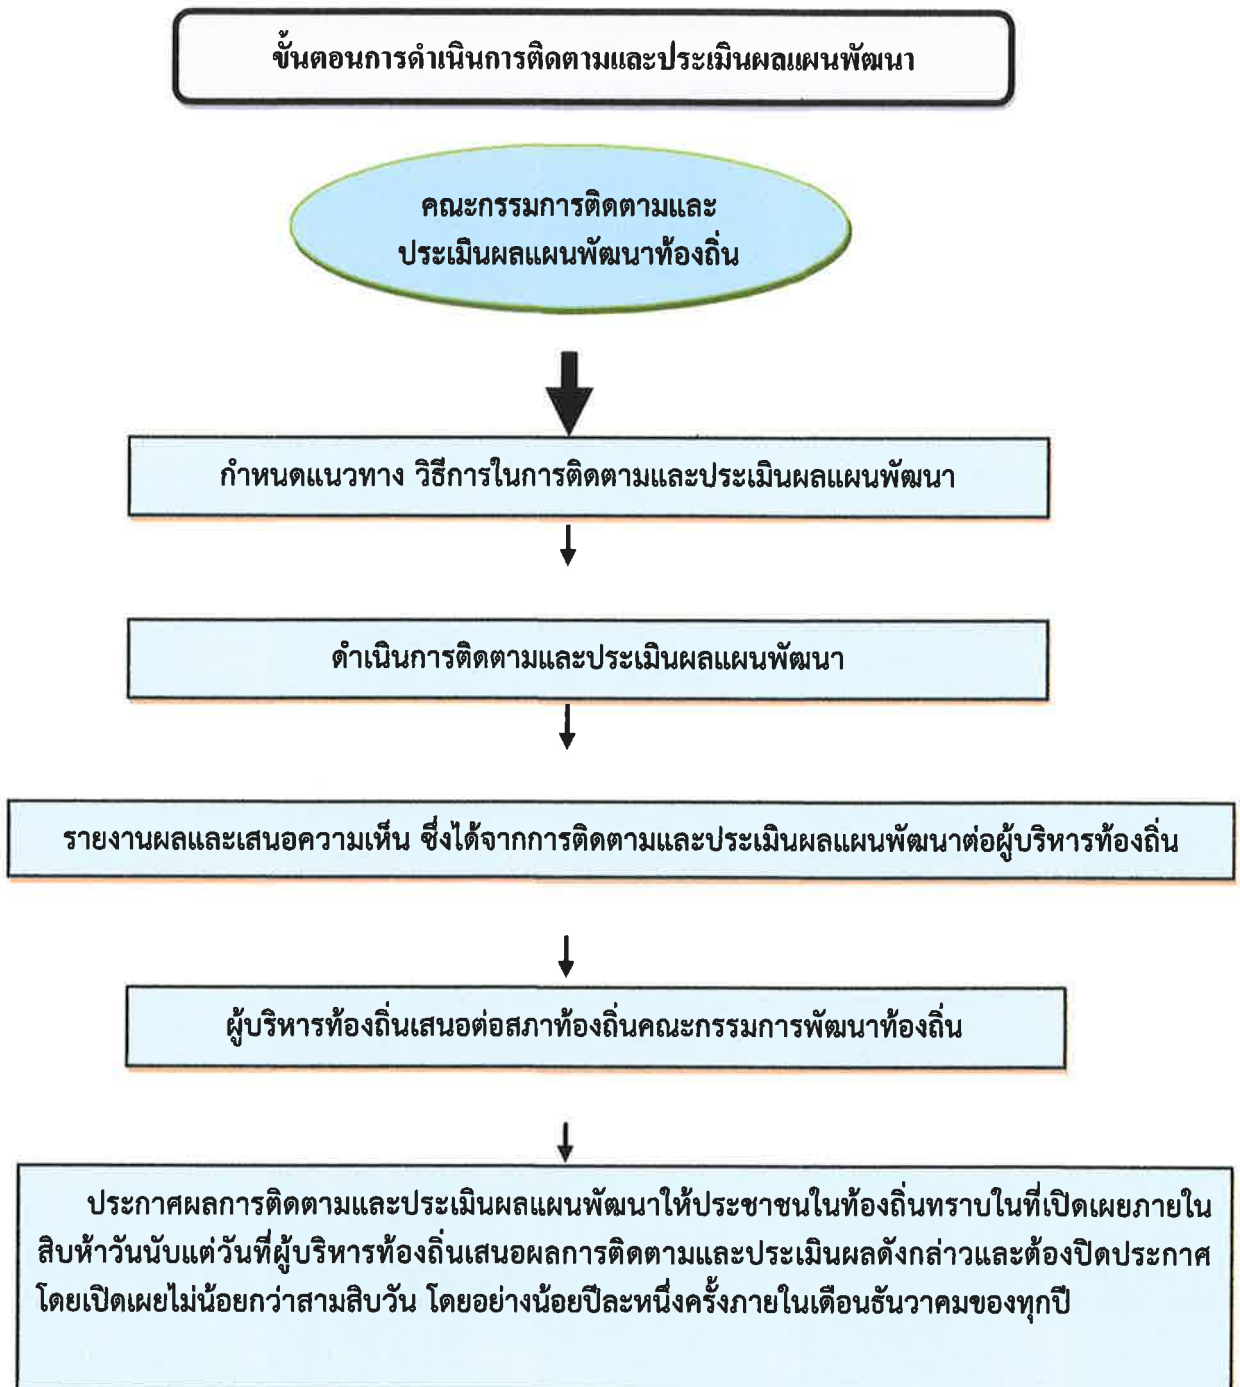 ขั้นตอนการดำเนินการติดตามและประเมินผลแผนพัฒนา
คณะกรรมการติดตามและ
ประเมินผลแผนพัฒนาท้องถิ่น
กำหนดแนวทาง วิธีการในการติดตามและประเมินผลแผนพัฒนา
ดำเนินการติดตามและประเมินผลแผนพัฒนา
รายงานผลและเสนอความเห็น ซึ่งได้จากการติดตามและประเมินผลแผนพัฒนาต่อผู้บริหารท้องถิ่น
ผู้บริหารท้องถิ่นเสนอต่อสภาท้องถิ่นคณะกรรมการพัฒนาท้องถิ่น
ประกาศผลการติดตามและประเมินผลแผนพัฒนาให้ประชาชนในท้องถิ่นทราบในที่เปิดเผยภายใน
สิบห้าวันนับแต่วันที่ผู้บริหารท้องถิ่นเสนอผลการติดตามและประเมินผลดังกล่าวและต้องปิดประกาศ
โดยเปิดเผยไม่น้อยกว่าสามสิบวัน โดยอย่างน้อยปีละหนึ่งครั้งภายในเดือนธันวาคมของทุกปี